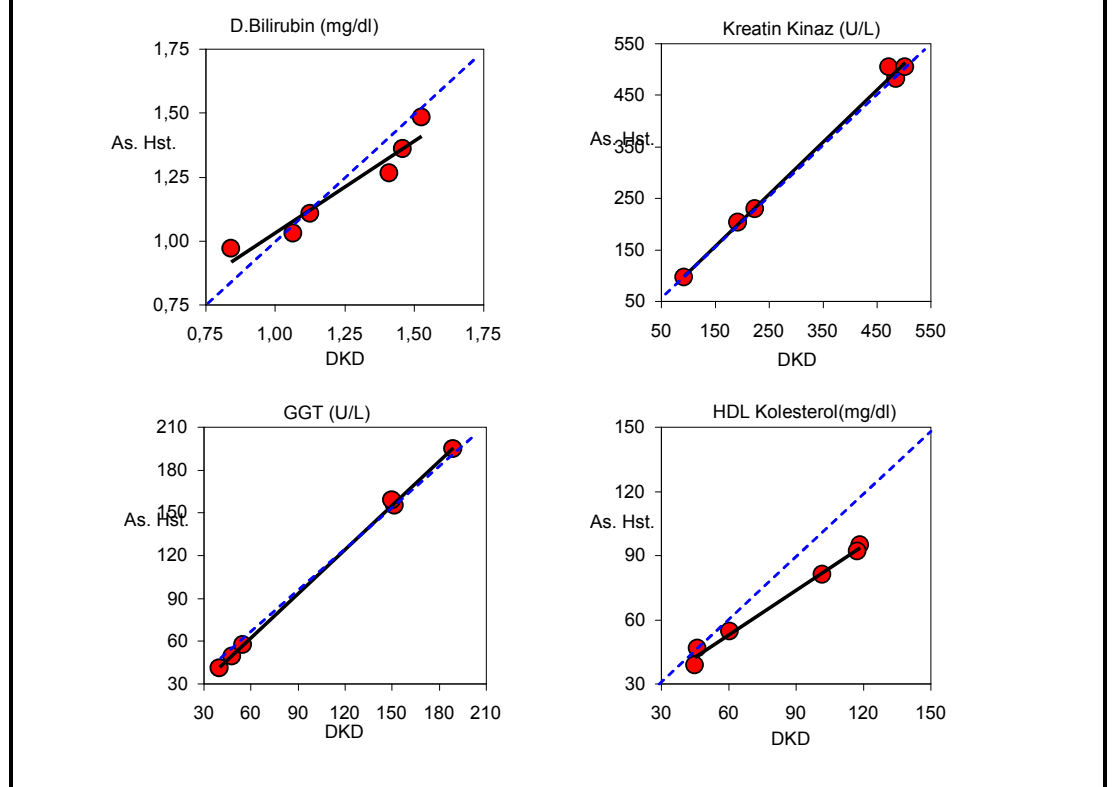 D.Bilirubin (mg/dl)
1,75
1,50
As. Hst.
1,25
1,00
0,75
0,75 1,00 1,25 1,50 1,75
DKD
Kreatin Kinaz (U/L)
550
450
As. Hst.
350
250
150
50
50 150 250 350 450 550
DKD
GGT (U/L)
210
180
As. Hst.
150
120
90
60
30
30 60 90 120 150 180 210
DKD
HDL Kolesterol(mg/dl)
150
120
As. Hst.
90
60
30
30 60 90 120 150
DKD